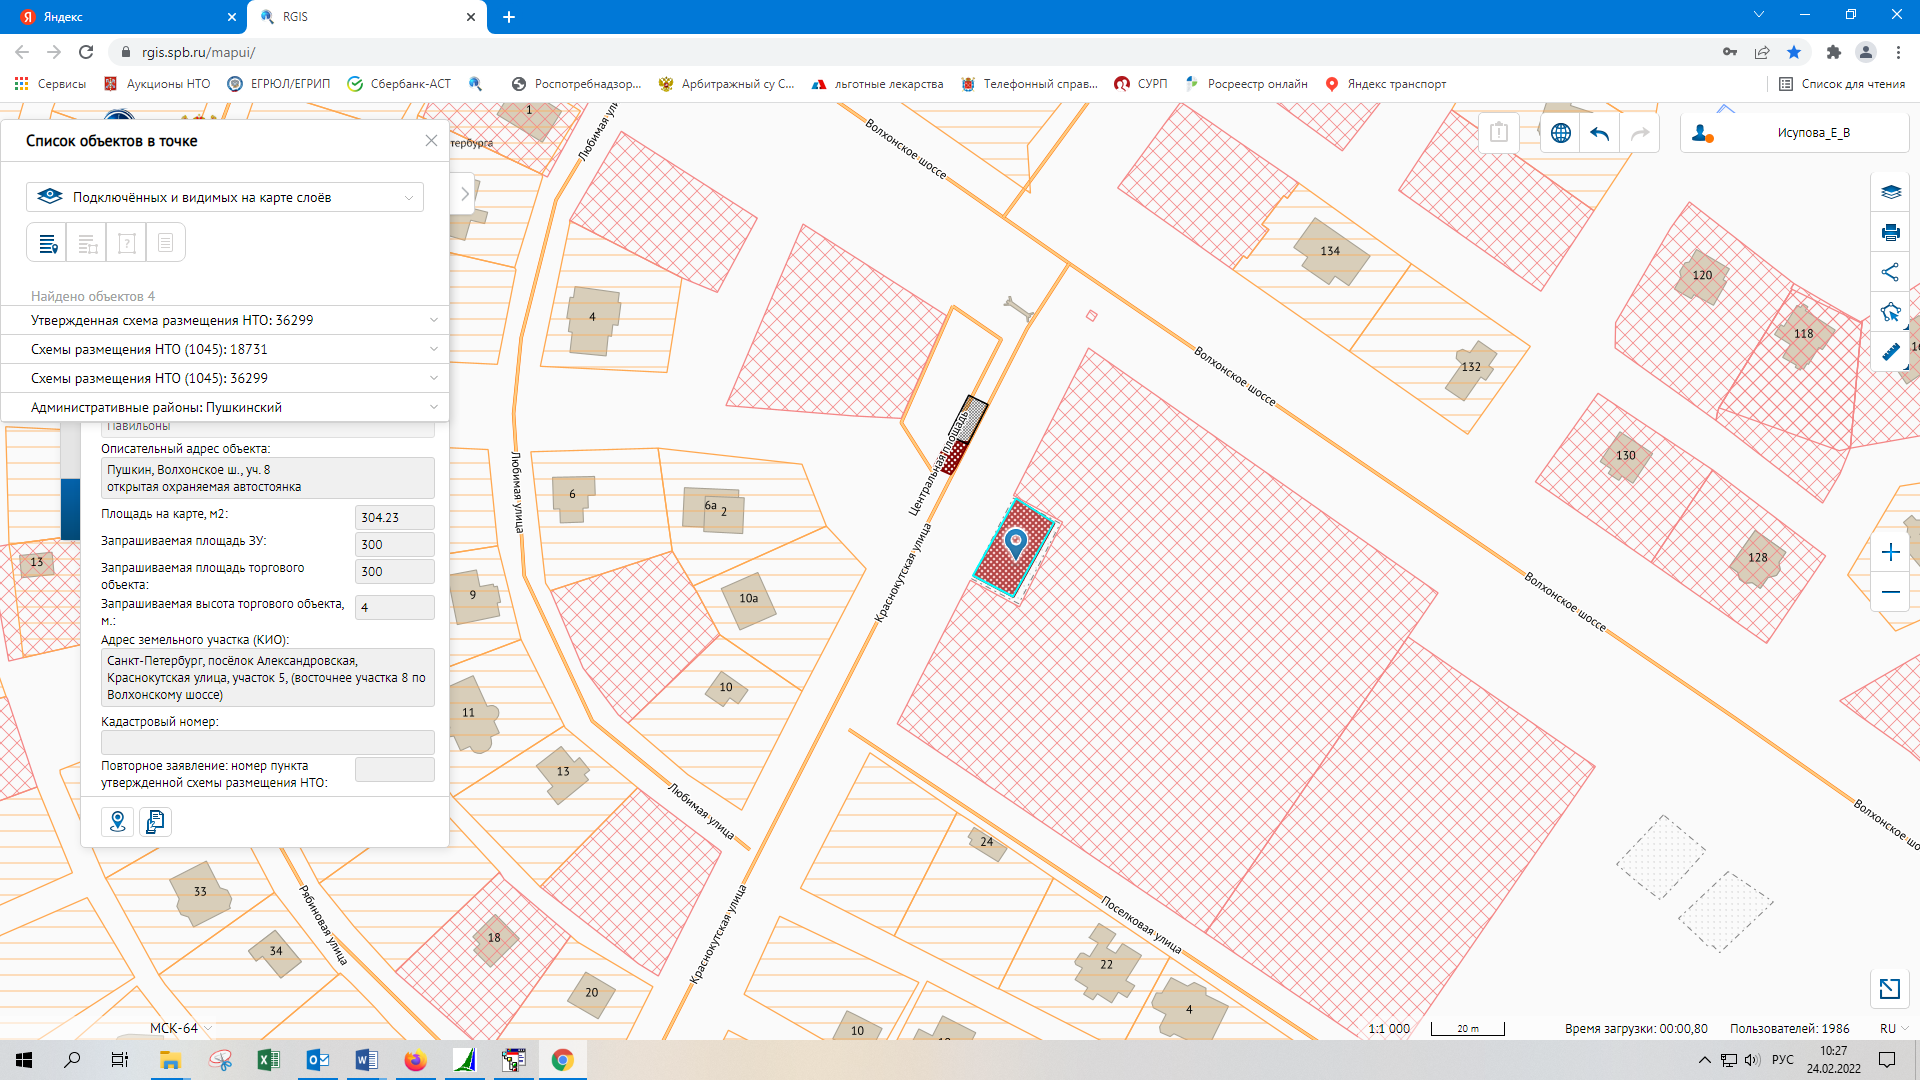 Яндекс
RGIS
rgis.spb.ru/mapui/
Сервисы
Аукционы НТО
ЕГРЮЛ/ЕГРИП
Сбербанк-АСТ
Роспотребнадзор...
Арбитражный су С...
льготные лекарства
Телефонный справ...
СУРП
Росреестр онлайн
Яндекс транспорт
Список для чтения
Исупова_Е_В
Список объектов в точке
тербурга
Подключённых и видимых на карте слоёв
Найдено объектов 4
Утвержденная схема размещения НТО: 36299
Схемы размещения НТО (1045): 18731
Схемы размещения НТО (1045): 36299
Административные районы: Пушкинский
Павильоны
Описательный адрес объекта:
Пушкин, Волхонское ш., уч. 8
открытая охраняемая автостоянка
Площадь на карте, м2:
304.23
Запрашиваемая площадь ЗУ:
300
Запрашиваемая площадь торгового
объекта:
300
Запрашиваемая высота торгового объекта,
м.:
4
Адрес земельного участка (КИО):
Санкт-Петербург, посёлок Александровская,
Краснокутская улица, участок 5, (восточнее участка 8 по
Волхонскому шоссе)
Кадастровый номер:
Повторное заявление: номер пункта
утвержденной схемы размещения НТО:
1
Любимая ули
Волхонское шоссе
134
120
118
16
4
132
Волхонское шоссе
130
128
Центральная площадь
Любимая улица
6
6а
2
13
9
10а
Краснокутская улица
Волхонское шоссе
11
10
13
Любимая улица
24
Волхонское шо
33
34
Рябиновая улица
18
20
Краснокутская улица
Поселковая улица
22
4
10
МСК-64
1:1 000
20 m
Время загрузки: 00:00,80
Пользователей: 1986
RU
РУС
10:27
24.02.2022